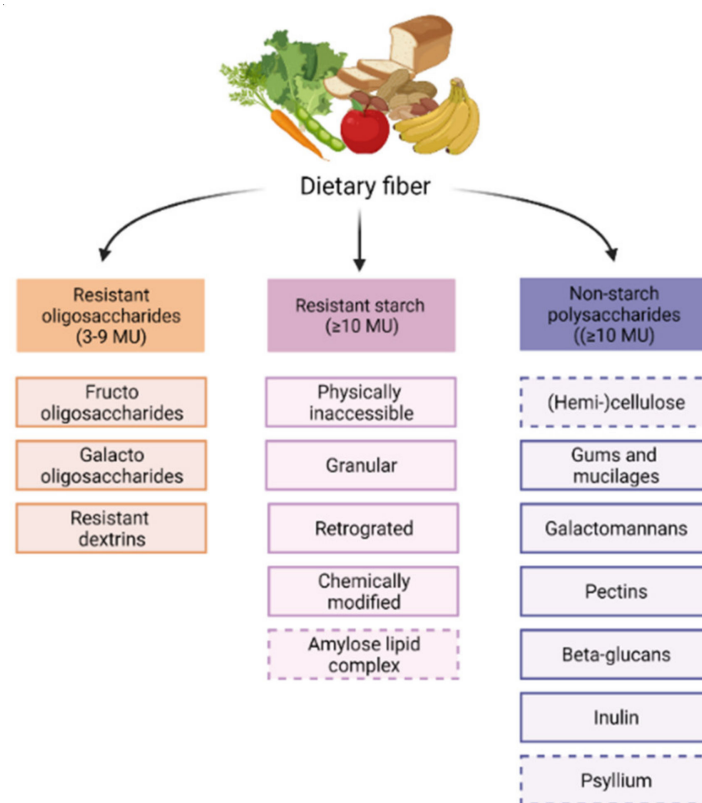 Dietary fiber
Resistant
oligosaccharides
(3-9 MU)
Fructo
oligosaccharides
Galacto
oligosaccharides
Resistant
dextrins
Resistant starch
(≥10 MU)
Physically
inaccessible
Granular
Retrograted
Chemically
modified
Amylose lipid
complex
Non-starch
polysaccharides
((≥10 MU)
(Hemi-)cellulose
Gums and
mucilages
Galactomannans
Pectins
Beta-glucans
Inulin
Psyllium